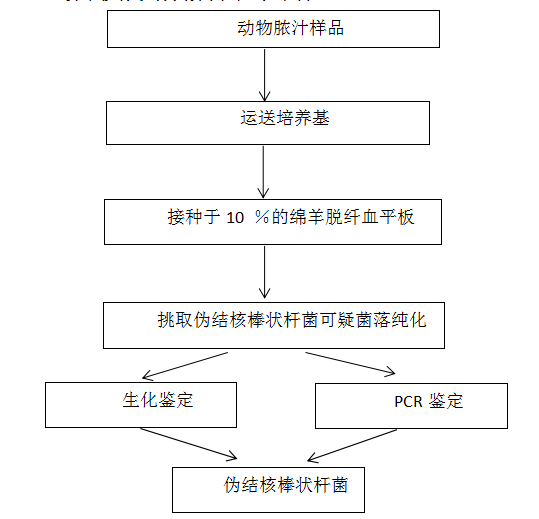 动物脓汁样品
运送培养基
接种于 10 %的绵羊脱纤血平板
挑取伪结核棒状杆菌可疑菌落纯化
生化鉴定
PCR 鉴定
伪结核棒状杆菌